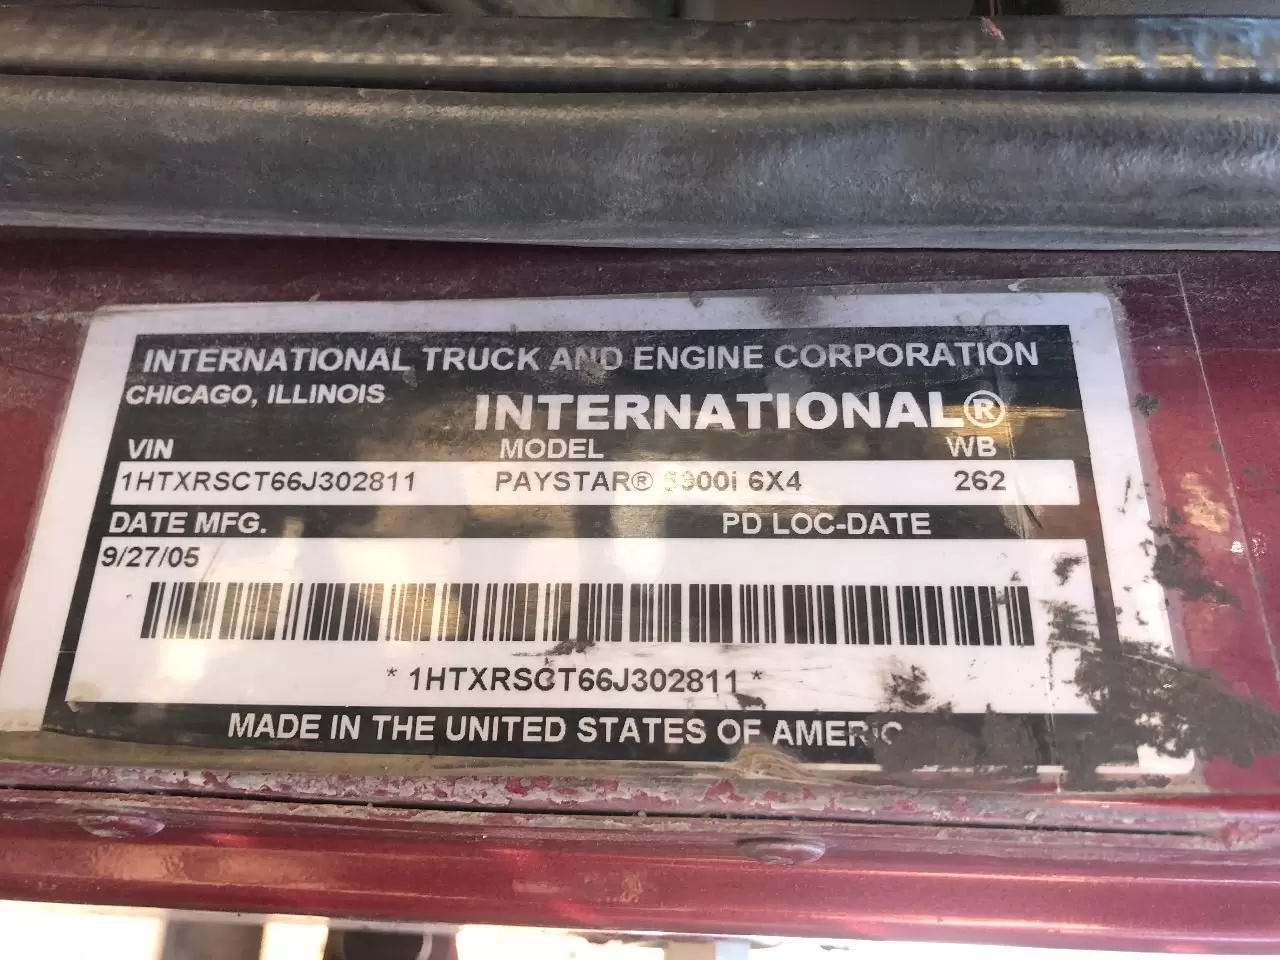 INTERNATIONAL TRUCK AND ENGINE CORPORATION
CHICAGO, ILLINOIS
INTERNATIONAL®
VIN MODEL WB
1HTXRSCT66J302811 PAYSTAR® 5900i 6X4 262
DATE MFG. PD LOC-DATE
9/27/05
* 1HTXRSCT66J302811 *
MADE IN THE UNITED STATES OF AMERIC